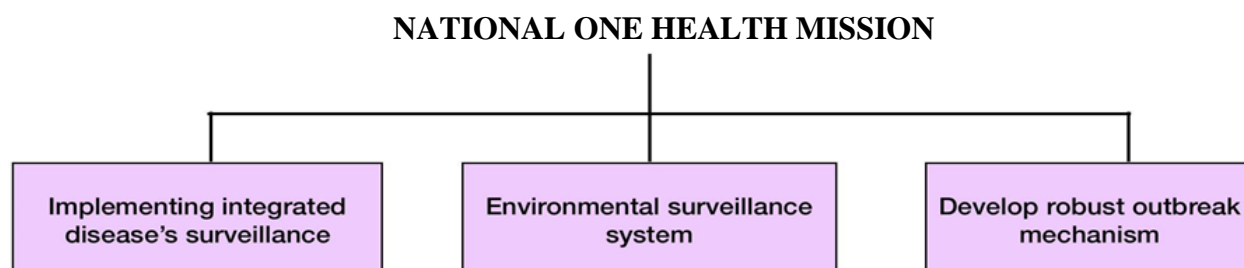 NATIONAL ONE HEALTH MISSION
Implementing integrated
disease's surveillance
Environmental surveillance
system
Develop robust outbreak
mechanism